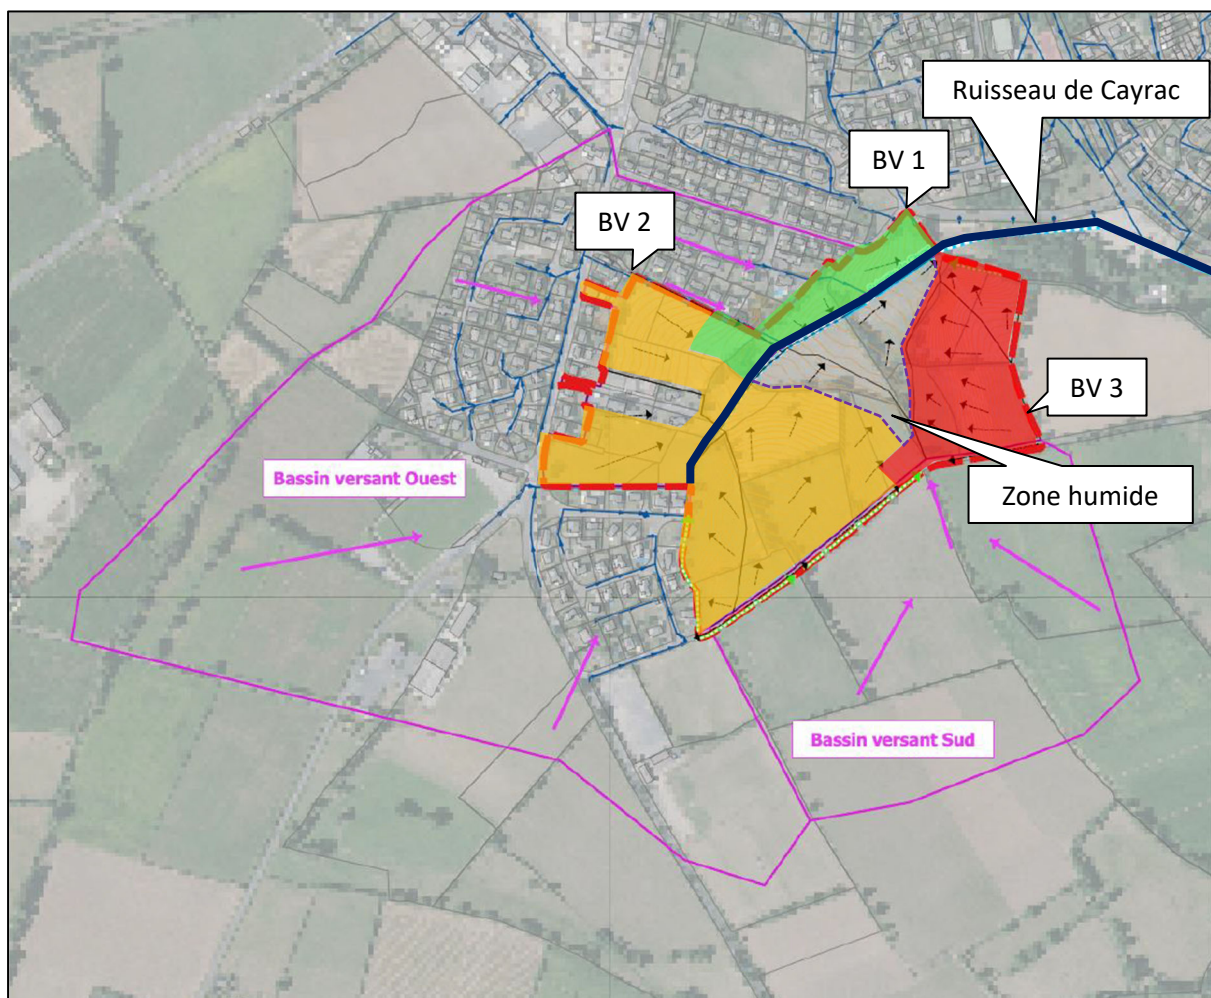 Ruisseau de Cayrac
BV 1
BV 2
BV 3
Bassin versant Ouest
Zone humide
Bassin versant Sud